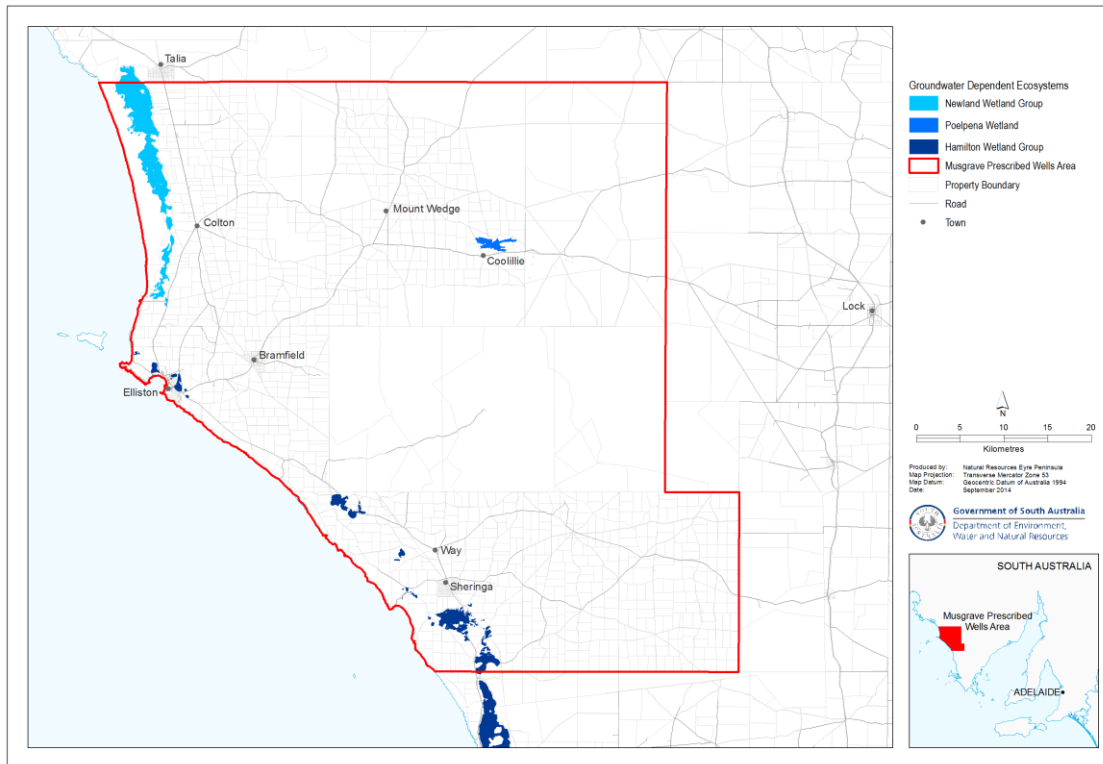 Talia
Colton
Mount Wedge
Coolillie
Lock
Bramfield
Elliston
Way
Sheringa
Groundwater Dependent Ecosystems
Newland Wetland Group
Poelpena Wetland
Hamilton Wetland Group
Musgrave Prescribed Wells Area
Property Boundary
Road
Town
N
0 5 10 15 20
Kilometres
Produced by: Natural Resources Eyre Peninsula
Map Projection: Transverse Mercator Zone 53
Map Datum: Geocentric Datum of Australia 1994
Date: September 2014
Government of South Australia
Department of Environment,
Water and Natural Resources
SOUTH AUSTRALIA
Musgrave Prescribed
Wells Area
ADELAIDE